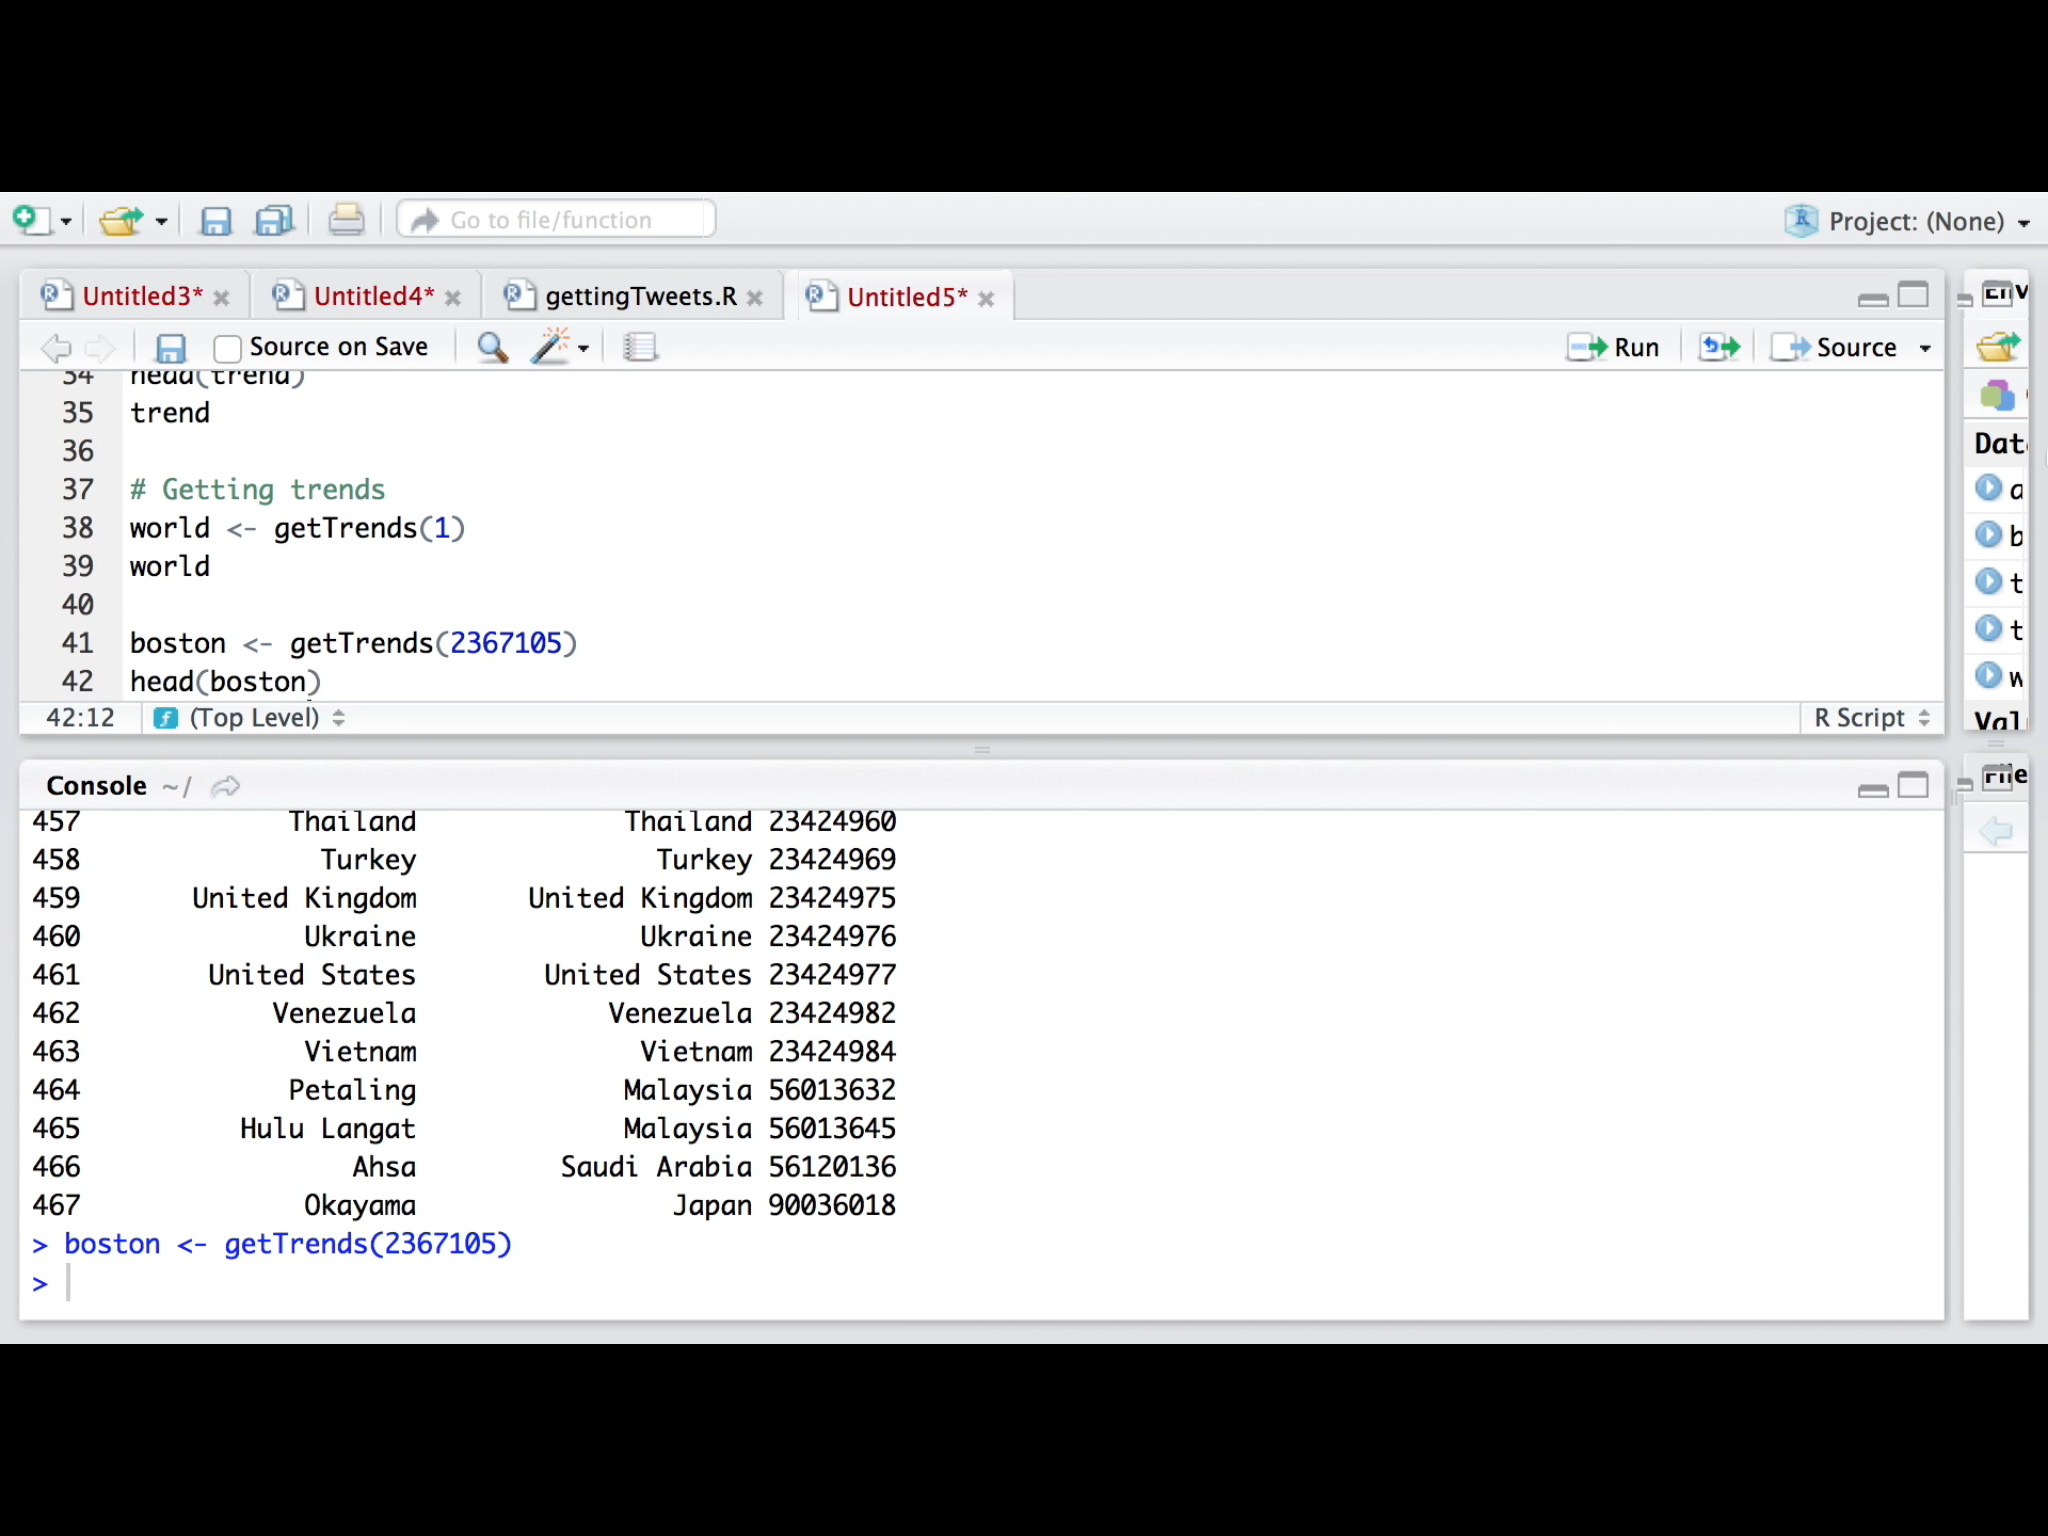 Go to file/function
Project: (None)
Untitled3*
Untitled4*
gettingTweets.R
Untitled5*
Source on Save
Run
Source
34 head(trend)
35 trend
36
37 # Getting trends
38 world <- getTrends(1)
39 world
40
41 boston <- getTrends(2367105)
42 head(boston)
42:12
(Top Level)
R Script
Console ~/
457 Thailand Thailand 23424960
458 Turkey Turkey 23424969
459 United Kingdom United Kingdom 23424975
460 Ukraine Ukraine 23424976
461 United States United States 23424977
462 Venezuela Venezuela 23424982
463 Vietnam Vietnam 23424984
464 Petaling Malaysia 56013632
465 Hulu Langat Malaysia 56013645
466 Ahsa Saudi Arabia 56120136
467 Okayama Japan 90036018
> boston <- getTrends(2367105)
>
Env
Dat
a
b
t
t
w
Val
File